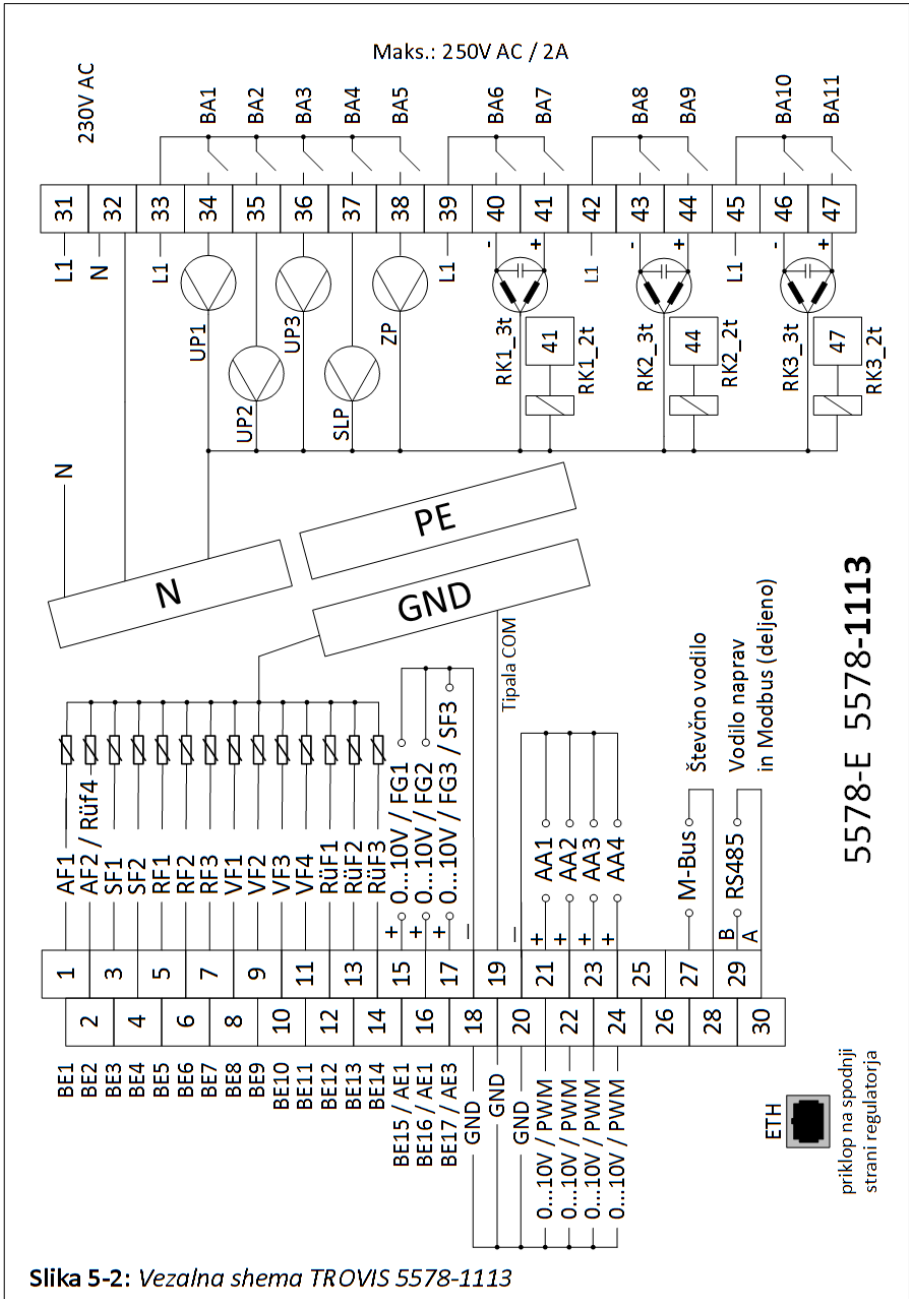 Maks.: 250V AC / 2A
230V AC
BA1
BA2
BA3
BA4
BA5
BA6
BA7
BA8
BA9
BA10
BA11
31
32
33
34
35
36
37
38
39
40
41
42
43
44
45
46
47
L1
N
L1
L1
L1
L1
-
+
-
+
-
+
UP1
UP2
UP3
SLP
ZP
RK1_3t
41
RK1_2t
RK2_3t
44
RK2_2t
RK3_3t
47
RK3_2t
N
N
PE
GND
Tipala COM
AF1
AF2 / Rüf4
SF1
SF2
RF1
RF2
RF3
VF1
VF2
VF3
VF4
RüF1
RüF2
RüF3
+ 0...10V / FG1
+ 0...10V / FG2
+ 0...10V / FG3 / SF3
–
–
+ AA1
+ AA2
+ AA3
+ AA4
M-Bus
Števčno vodilo
B
A
RS485
Vodilo naprav
in Modbus (deljeno)
1
2
3
4
5
6
7
8
9
10
11
12
13
14
15
16
17
18
19
20
21
22
23
24
25
26
27
28
29
30
BE1
BE2
BE3
BE4
BE5
BE6
BE7
BE8
BE9
BE10
BE11
BE12
BE13
BE14
BE15 / AE1
BE16 / AE1
BE17 / AE3
GND
GND
GND
0...10V / PWM
0...10V / PWM
0...10V / PWM
0...10V / PWM
ETH
priklop na spodnji
strani regulatorja
5578-E 5578-1113
Slika 5-2: Vezalna shema TROVIS 5578-1113